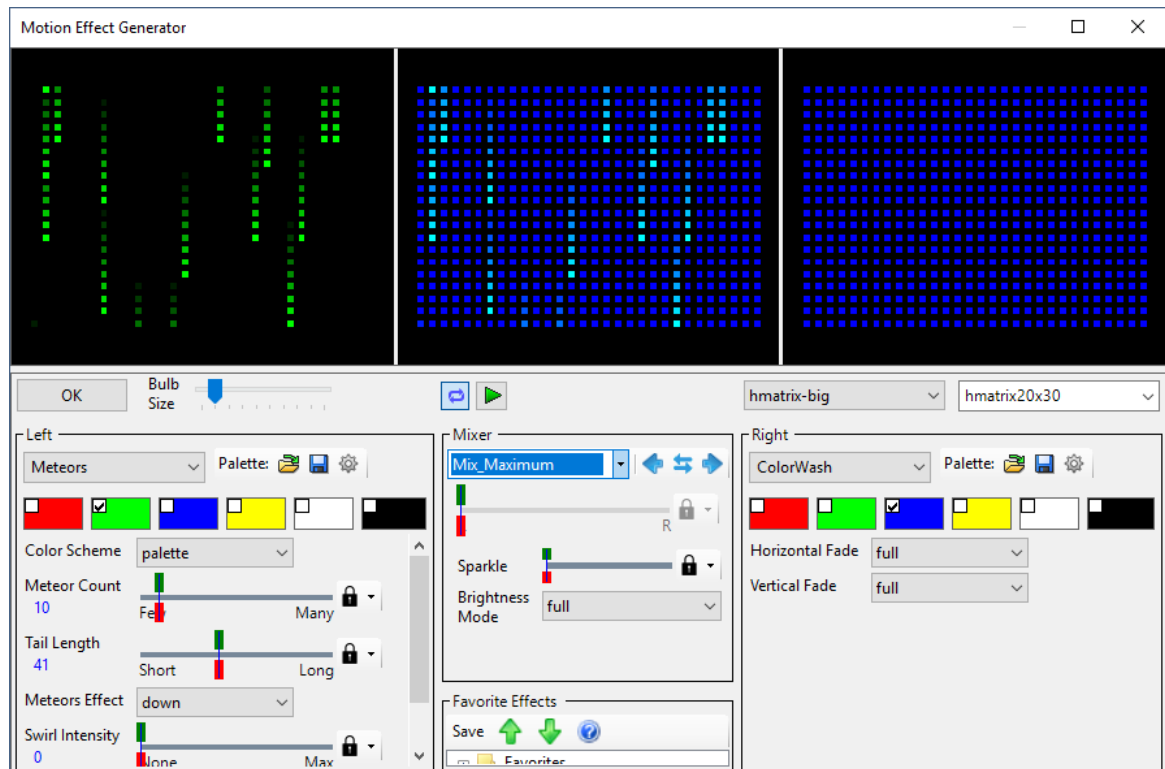 Motion Effect Generator
OK
Bulb
Size
hmatrix-big
hmatrix20x30
Left
Meteors
Palette:
Color Scheme
palette
Meteor Count
10
Few
Many
Tail Length
41
Short
Long
Meteors Effect
down
Swirl Intensity
0
None
Max
Mixer
Mix_Maximum
R
Sparkle
Brightness
Mode
full
Favorite Effects
Save
Favorites
Right
ColorWash
Palette:
Horizontal Fade
full
Vertical Fade
full